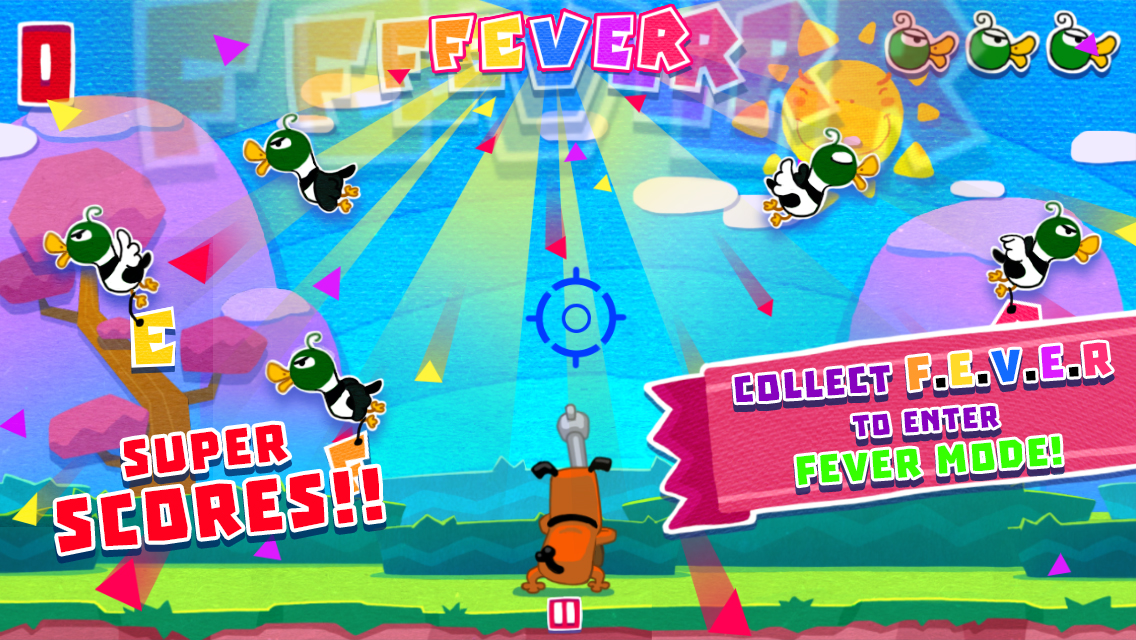 0
FEVER
E
F
SUPER
SCORES!!
COLLECT F.E.V.E.R
TO ENTER
FEVER MODE!